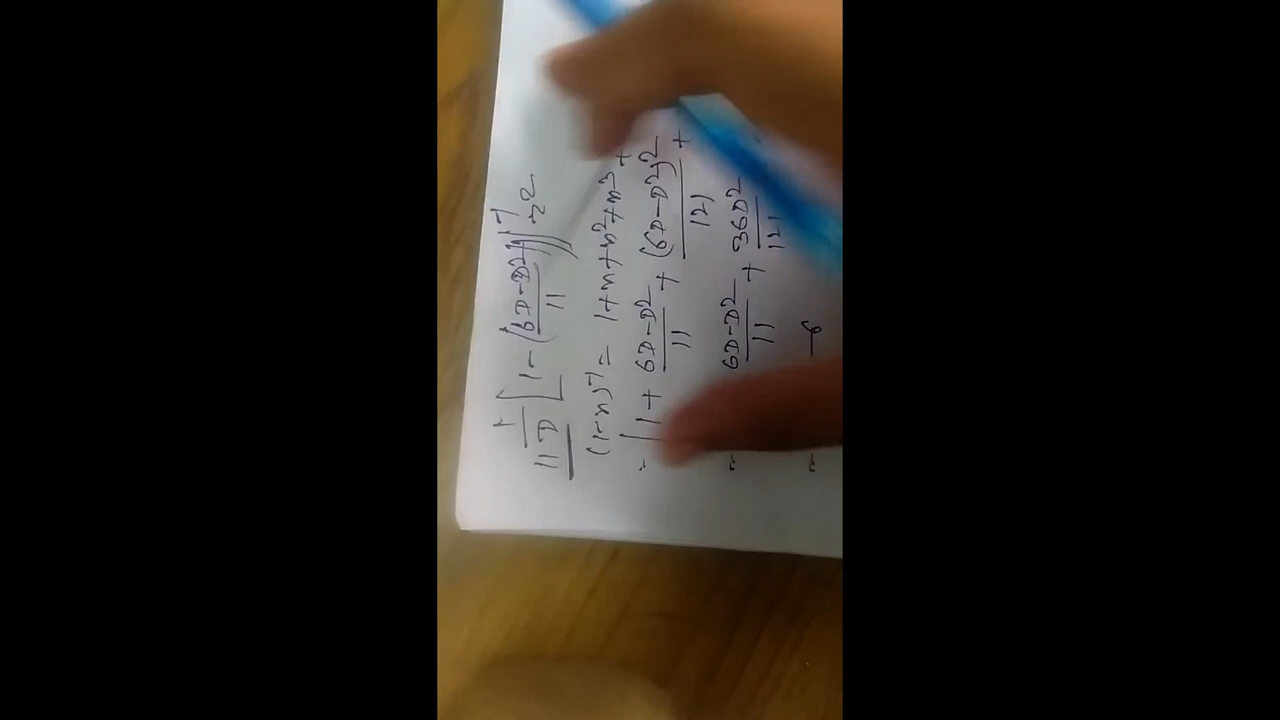 1/11D [1-((6D-D²)/11)]⁻¹ x²
(1-x)⁻¹ = 1+x+x²+x³+
= [1 + (6D-D²)/11 + (6D-D²)²/121 +
= (6D-D²)/11 + 36D²/121
= 6